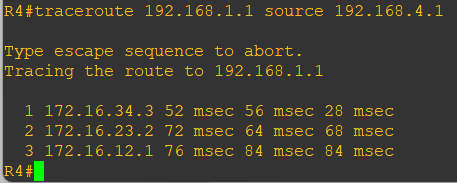 R4#traceroute 192.168.1.1 source 192.168.4.1
Type escape sequence to abort.
Tracing the route to 192.168.1.1
1 172.16.34.3 52 msec 56 msec 28 msec
2 172.16.23.2 72 msec 64 msec 68 msec
3 172.16.12.1 76 msec 84 msec 84 msec
R4#